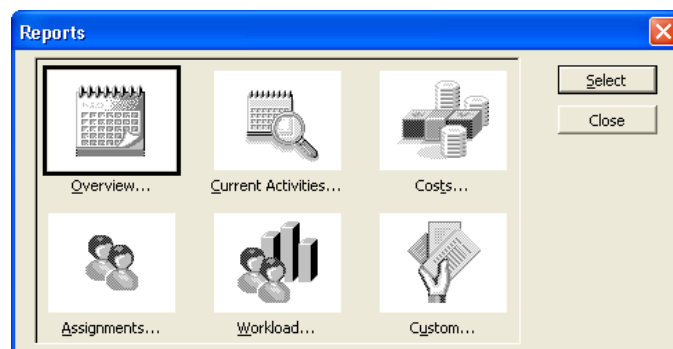 Reports
Select
Close
Overview...
Current Activities...
Costs...
Assignments...
Workload...
Custom...